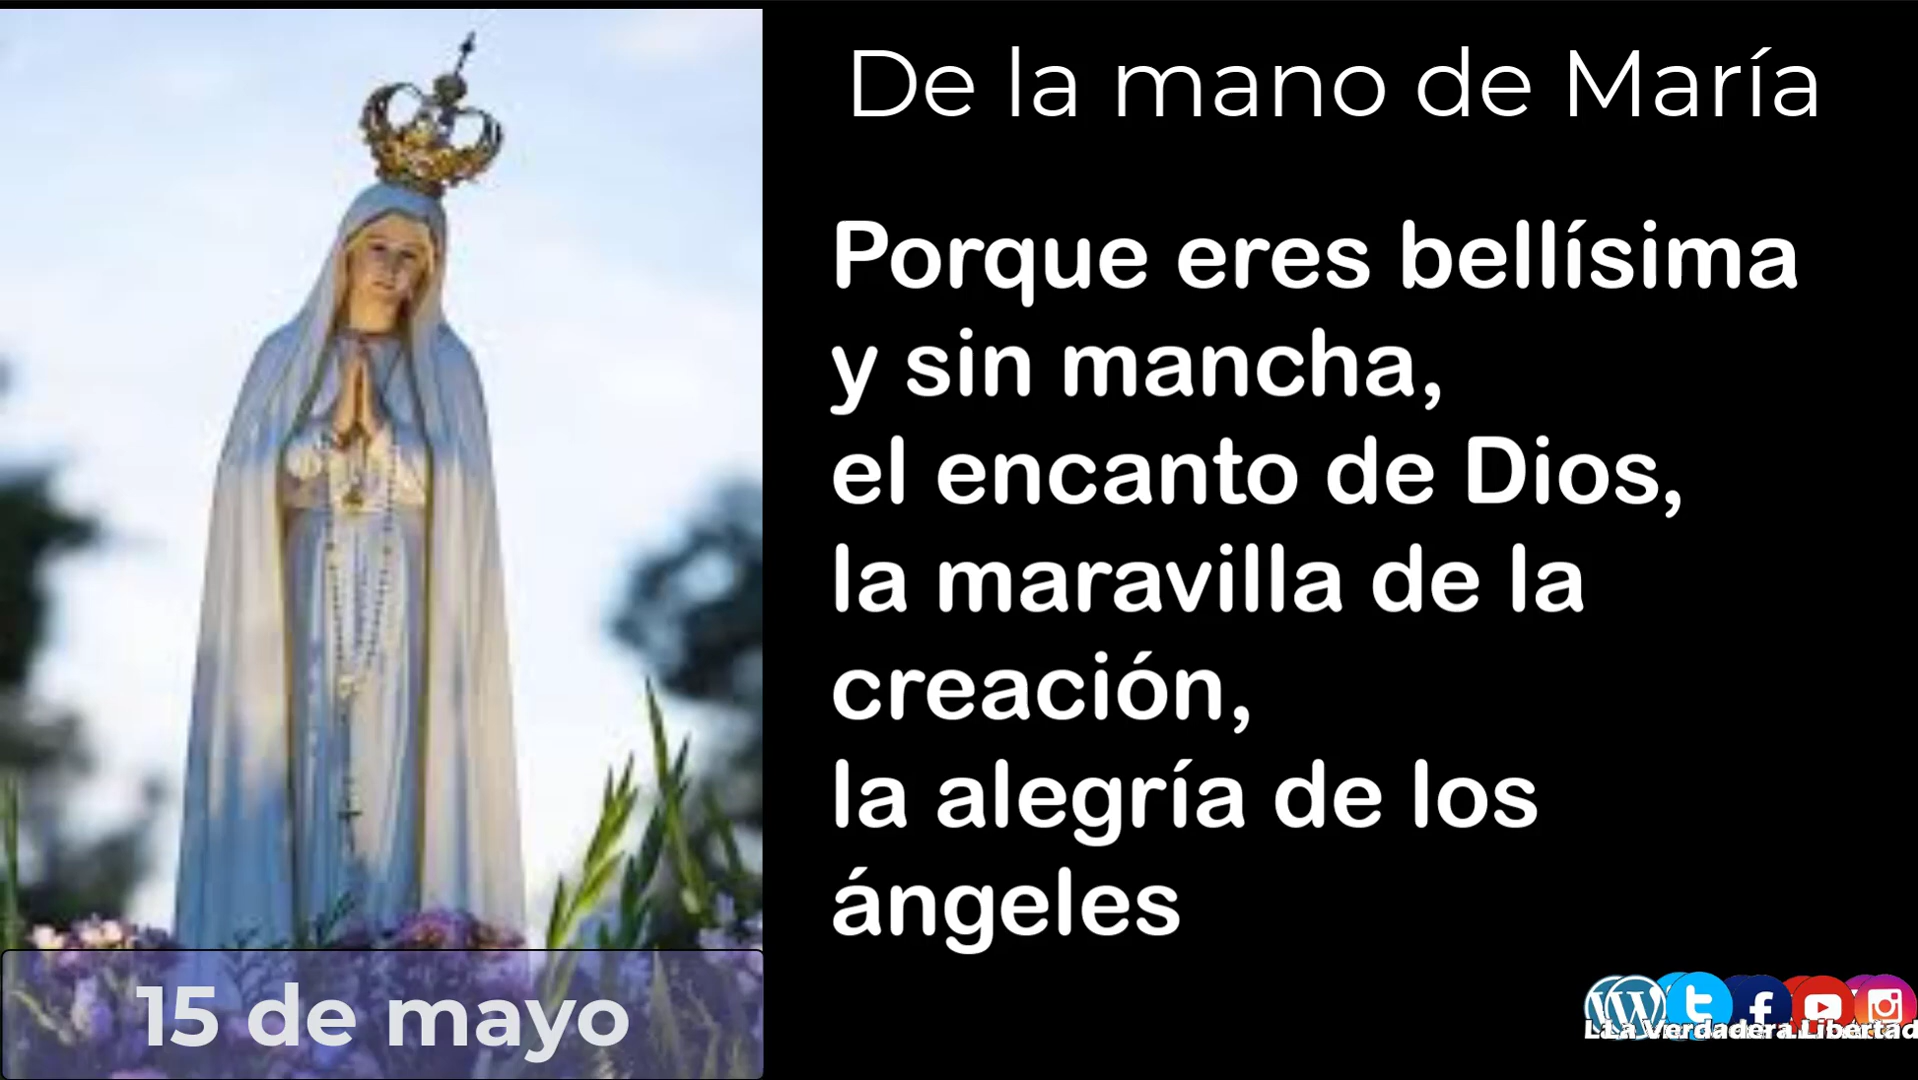 De la mano de María
Porque eres bellísima
y sin mancha,
el encanto de Dios,
la maravilla de la
creación,
la alegría de los
ángeles
15 de mayo
La Verdadera Libertad